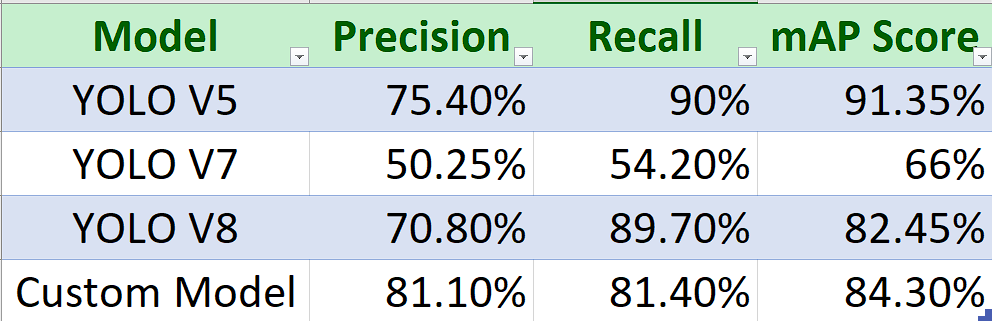 Model Precision Recall mAP Score
YOLO V5 75.40% 90% 91.35%
YOLO V7 50.25% 54.20% 66%
YOLO V8 70.80% 89.70% 82.45%
Custom Model 81.10% 81.40% 84.30%